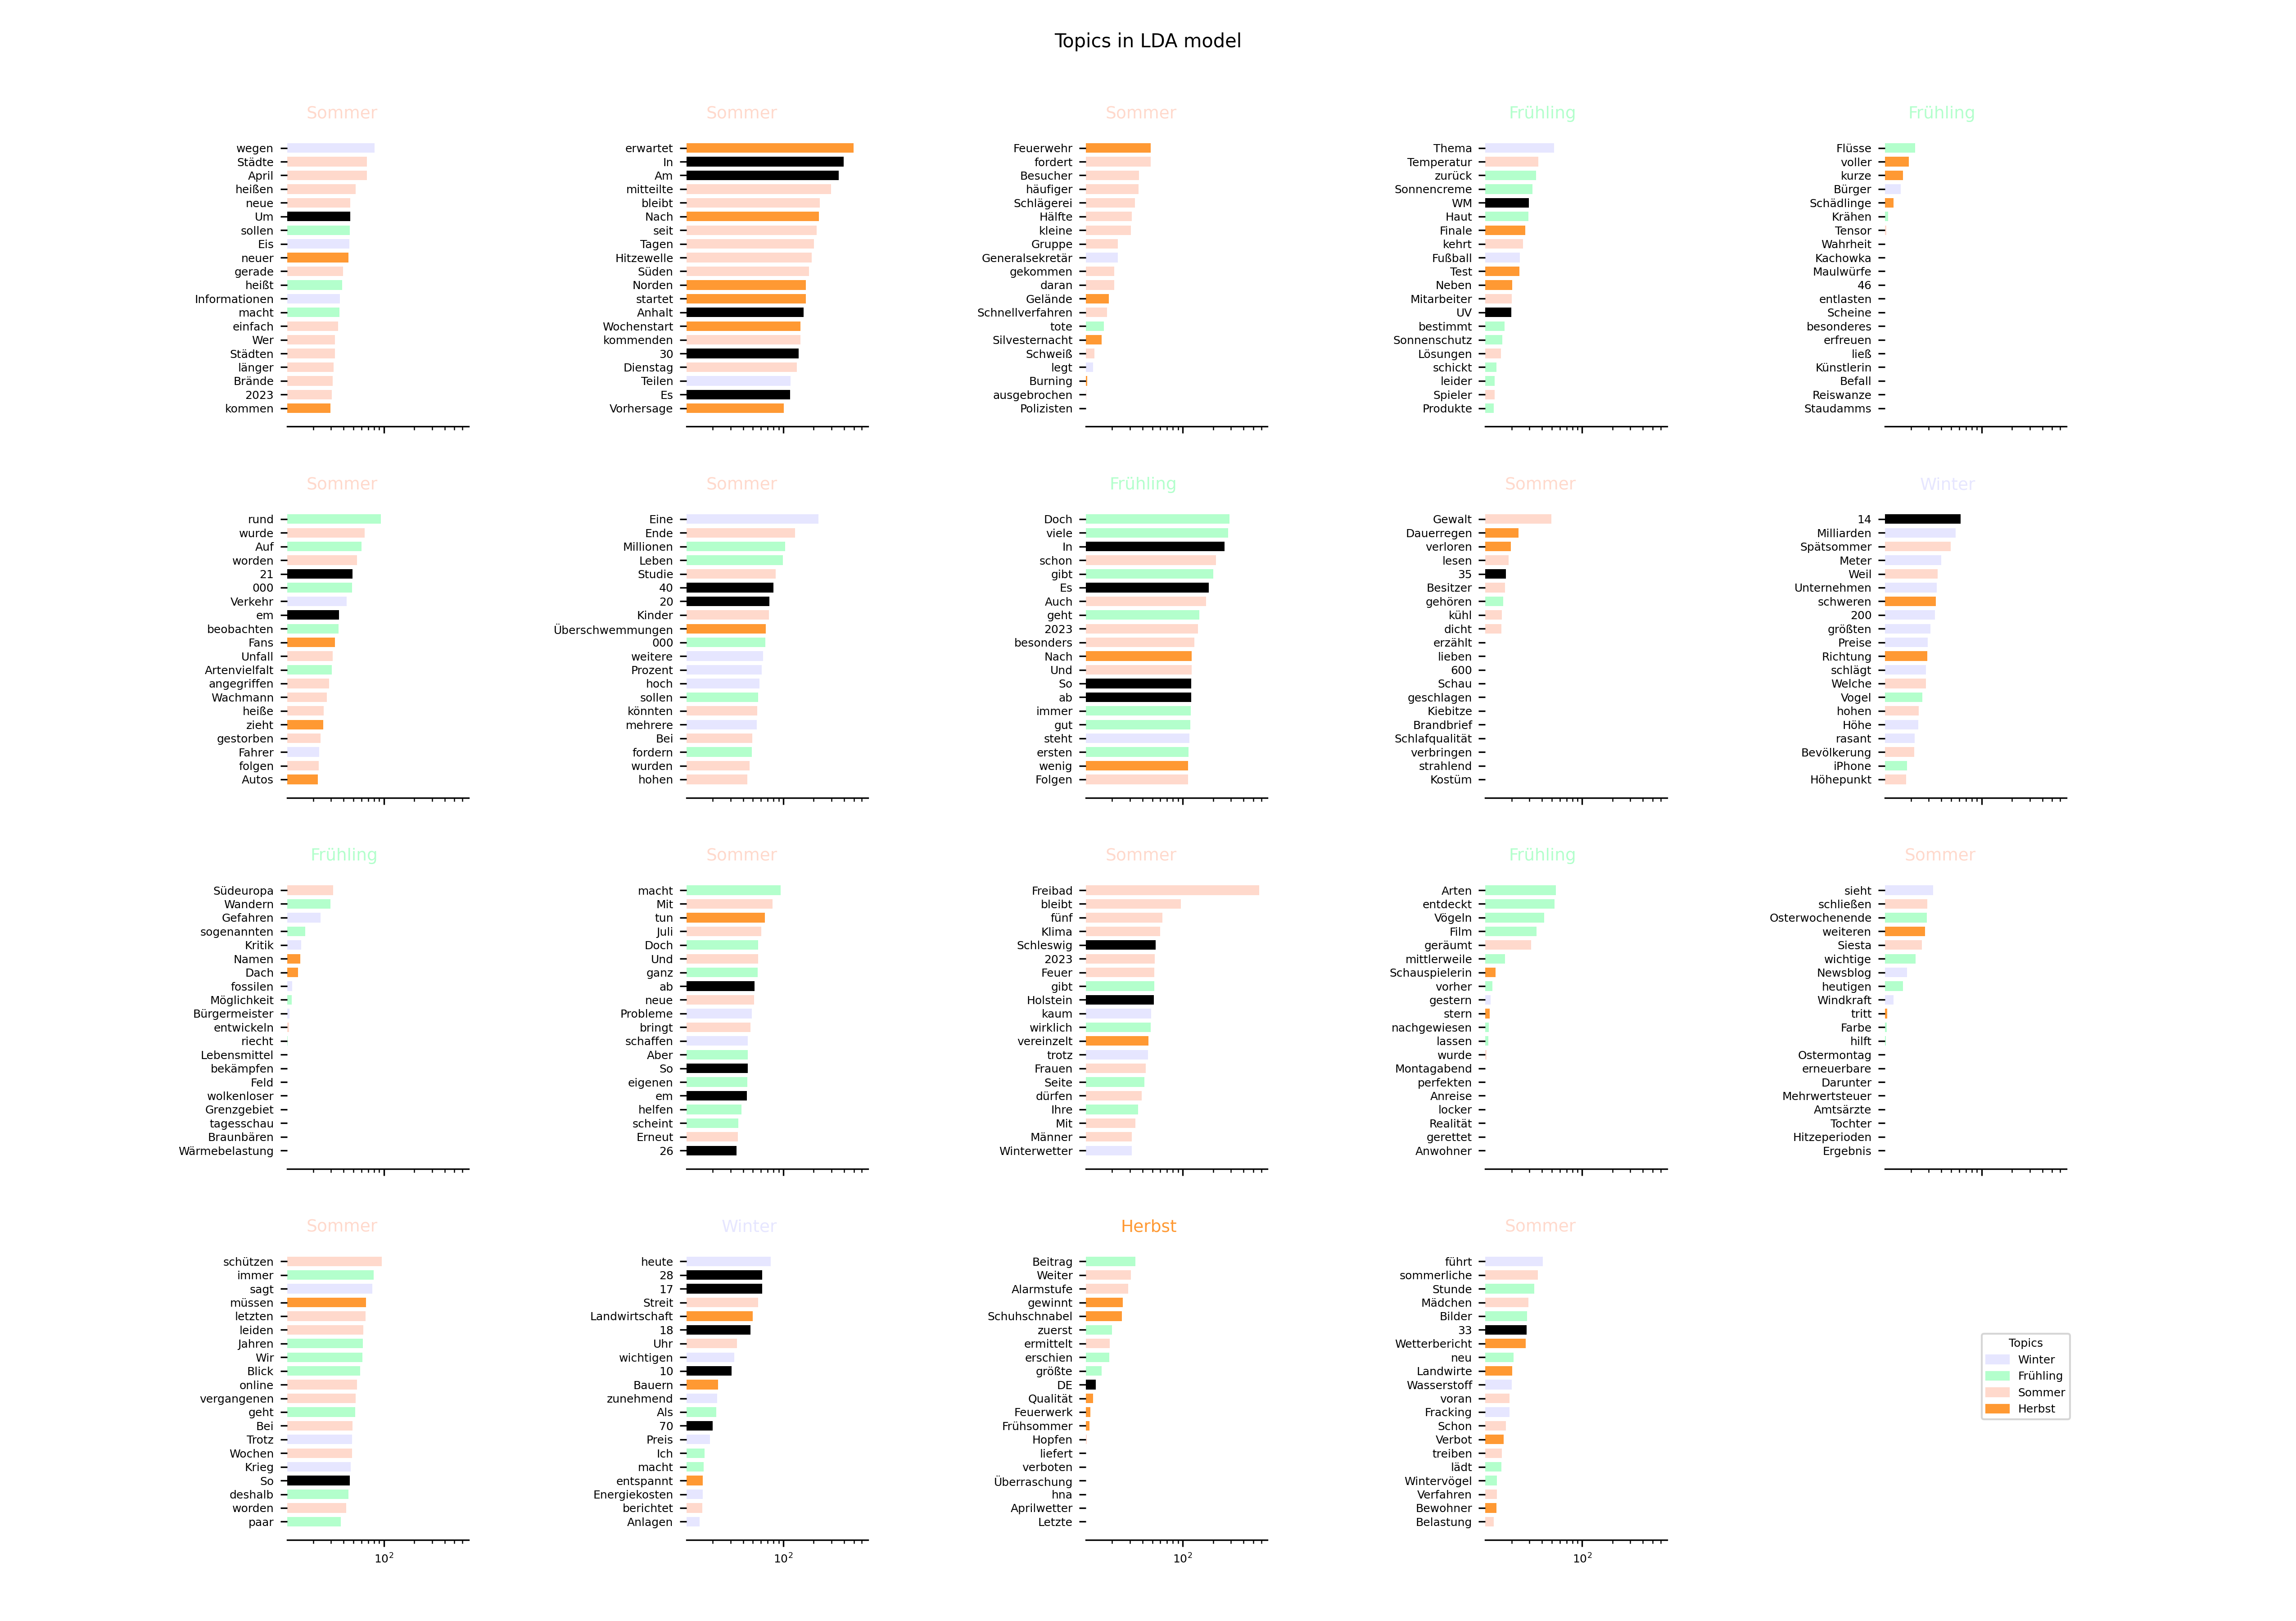 Topics in LDA model
Sommer
wegen
Städte
April
heißen
neue
Um
sollen
Eis
neuer
gerade
heißt
Informationen
macht
einfach
Wer
Städten
länger
Brände
2023
kommen
Sommer
erwartet
In
Am
mitteilte
bleibt
Nach
seit
Tagen
Hitzewelle
Süden
Norden
startet
Anhalt
Wochenstart
kommenden
30
Dienstag
Teilen
Es
Vorhersage
Sommer
Feuerwehr
fordert
Besucher
häufiger
Schlägerei
Hälfte
kleine
Gruppe
Generalsekretär
gekommen
daran
Gelände
Schnellverfahren
tote
Silvesternacht
Schweiß
legt
Burning
ausgebrochen
Polizisten
Frühling
Thema
Temperatur
zurück
Sonnencreme
WM
Haut
Finale
kehrt
Fußball
Test
Neben
Mitarbeiter
UV
bestimmt
Sonnenschutz
Lösungen
schickt
leider
Spieler
Produkte
Frühling
Flüsse
voller
kurze
Bürger
Schädlinge
Krähen
Tensor
Wahrheit
Kachowka
Maulwürfe
46
entlasten
Scheine
besonderes
erfreuen
ließ
Künstlerin
Befall
Reiswanze
Staudamms
Sommer
rund
wurde
Auf
worden
21
000
Verkehr
em
beobachten
Fans
Unfall
Artenvielfalt
angegriffen
Wachmann
heiße
zieht
gestorben
Fahrer
folgen
Autos
Sommer
Eine
Ende
Millionen
Leben
Studie
40
20
Kinder
Überschwemmungen
000
weitere
Prozent
hoch
sollen
könnten
mehrere
Bei
fordern
wurden
hohen
Frühling
Doch
viele
In
schon
gibt
Es
Auch
geht
2023
besonders
Nach
Und
So
ab
immer
gut
steht
ersten
wenig
Folgen
Sommer
Gewalt
Dauerregen
verloren
lesen
35
Besitzer
gehören
kühl
dicht
erzählt
lieben
600
Schau
geschlagen
Kiebitze
Brandbrief
Schlafqualität
verbringen
strahlend
Kostüm
Winter
14
Milliarden
Spätsommer
Meter
Weil
Unternehmen
schweren
200
größten
Preise
Richtung
schlägt
Welche
Vogel
hohen
Höhe
rasant
Bevölkerung
iPhone
Höhepunkt
Frühling
Südeuropa
Wandern
Gefahren
sogenannten
Kritik
Namen
Dach
fossilen
Möglichkeit
Bürgermeister
entwickeln
riecht
Lebensmittel
bekämpfen
Feld
wolkenloser
Grenzgebiet
tagesschau
Braunbären
Wärmebelastung
Sommer
macht
Mit
tun
Juli
Doch
Und
ganz
ab
neue
Probleme
bringt
schaffen
Aber
So
eigenen
em
helfen
scheint
Erneut
26
Sommer
Freibad
bleibt
fünf
Klima
Schleswig
2023
Feuer
gibt
Holstein
kaum
wirklich
vereinzelt
trotz
Frauen
Seite
dürfen
Ihre
Mit
Männer
Winterwetter
Frühling
Arten
entdeckt
Vögeln
Film
geräumt
mittlerweile
Schauspielerin
vorher
gestern
stern
nachgewiesen
lassen
wurde
Montagabend
perfekten
Anreise
locker
Realität
gerettet
Anwohner
Sommer
sieht
schließen
Osterwochenende
weiteren
Siesta
wichtige
Newsblog
heutigen
Windkraft
tritt
Farbe
hilft
Ostermontag
erneuerbare
Darunter
Mehrwertsteuer
Amtsärzte
Tochter
Hitzeperioden
Ergebnis
Sommer
schützen
immer
sagt
müssen
letzten
leiden
Jahren
Wir
Blick
online
vergangenen
geht
Bei
Trotz
Wochen
Krieg
So
deshalb
worden
paar
10²
Winter
heute
28
17
Streit
Landwirtschaft
18
Uhr
wichtigen
10
Bauern
zunehmend
Als
70
Preis
Ich
macht
entspannt
Energiekosten
berichtet
Anlagen
10²
Herbst
Beitrag
Weiter
Alarmstufe
gewinnt
Schuhschnabel
zuerst
ermittelt
erschien
größte
DE
Qualität
Feuerwerk
Frühsommer
Hopfen
liefert
verboten
Überraschung
hna
Aprilwetter
Letzte
10²
Sommer
führt
sommerliche
Stunde
Mädchen
Bilder
33
Wetterbericht
neu
Landwirte
Wasserstoff
voran
Fracking
Schon
Verbot
treiben
lädt
Wintervögel
Verfahren
Bewohner
Belastung
10²
Topics
Winter
Frühling
Sommer
Herbst